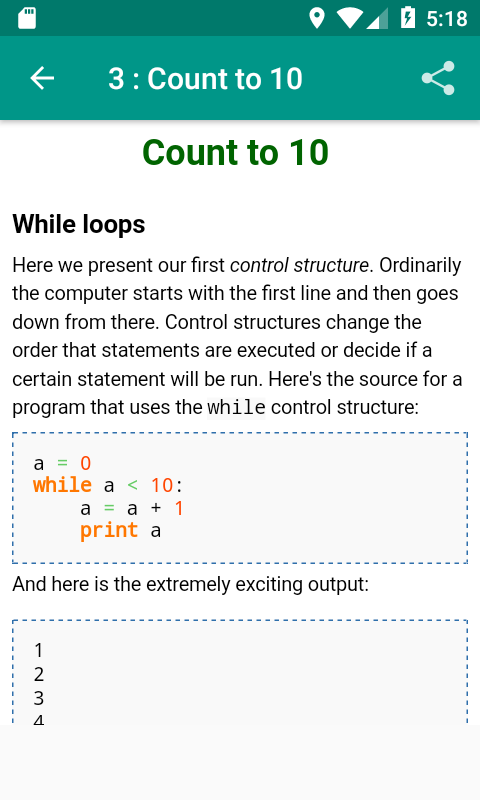 5:18
3 : Count to 10
Count to 10
While loops
Here we present our first control structure. Ordinarily
the computer starts with the first line and then goes
down from there. Control structures change the
order that statements are executed or decide if a
certain statement will be run. Here's the source for a
program that uses the while control structure:
a = 0
while a < 10:
    a = a + 1
    print a
And here is the extremely exciting output:
1
2
3
4